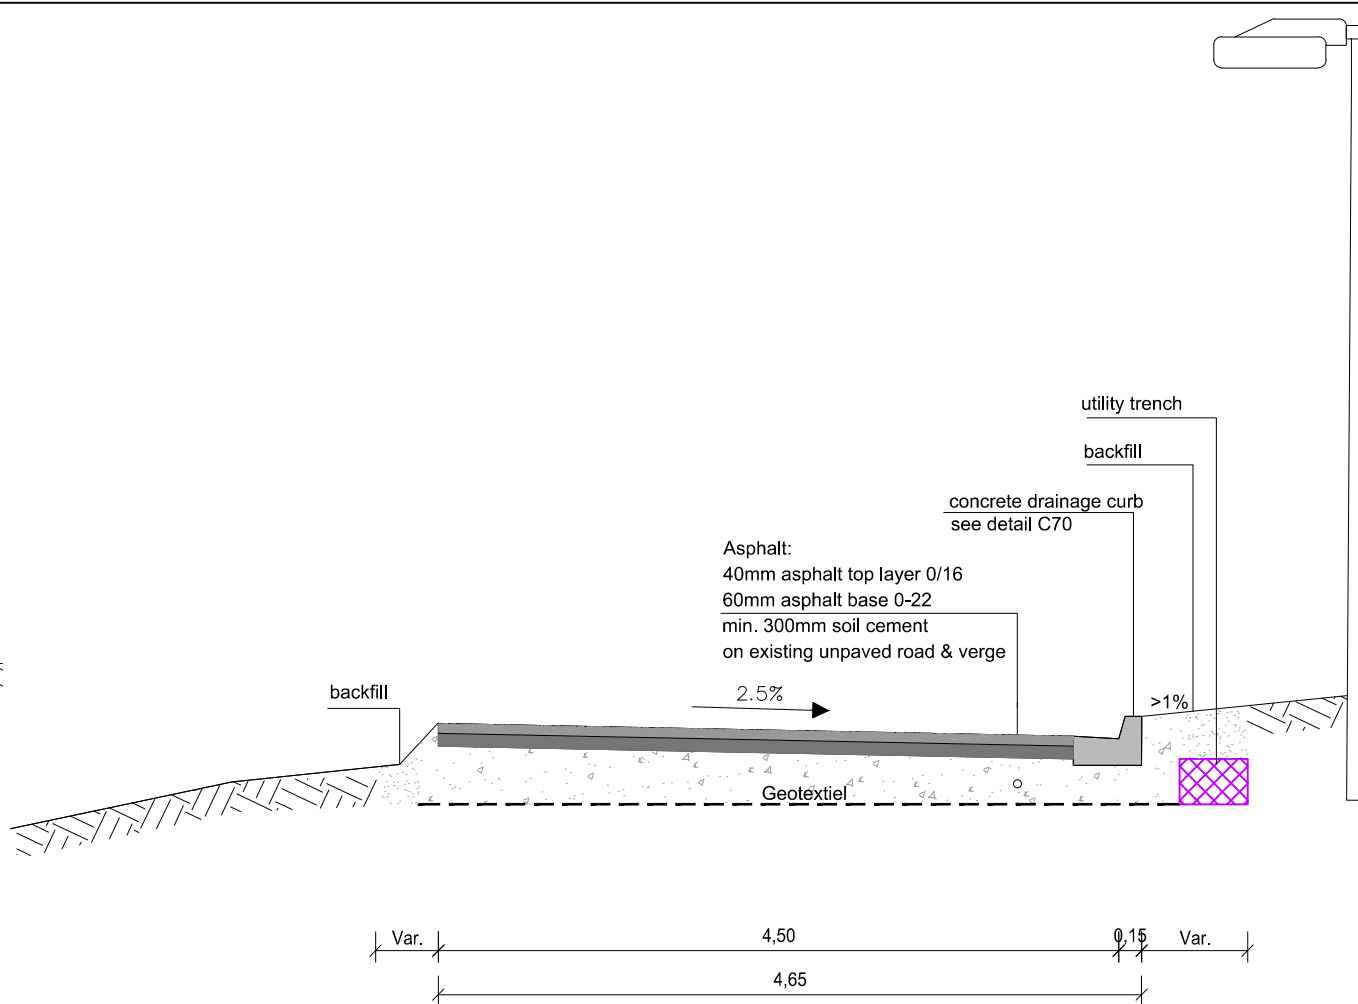 utility trench
backfill
concrete drainage curb
see detail C70
Asphalt:
40mm asphalt top layer 0/16
60mm asphalt base 0-22
min. 300mm soil cement
on existing unpaved road & verge
backfill
2.5%
>1%
Geotextiel
Var.
4,50
0,15
Var.
4,65